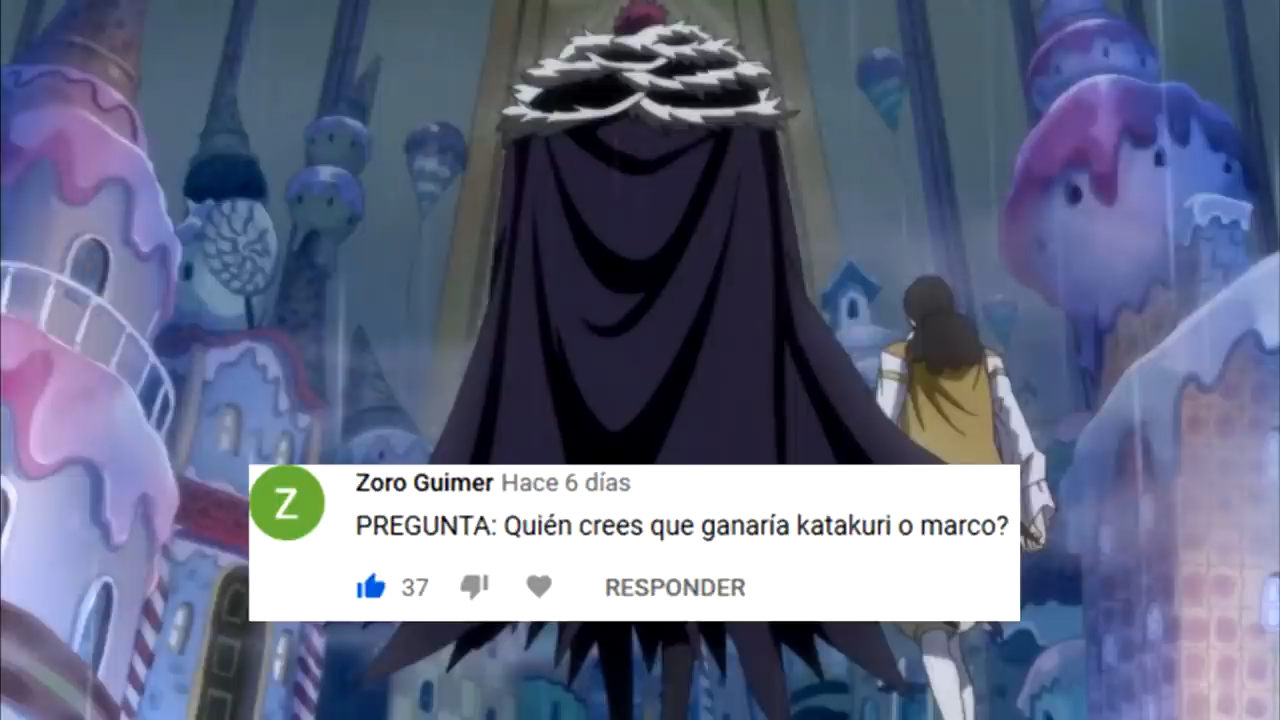 Z
Zoro Guimer Hace 6 días
PREGUNTA: Quién crees que ganaría katakuri o marco?
37
RESPONDER